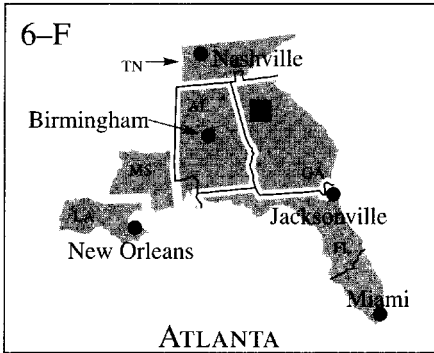 6–F
TN
Nashville
AL
Birmingham
MS
GA
LA
Jacksonville
New Orleans
FL
Miami
ATLANTA